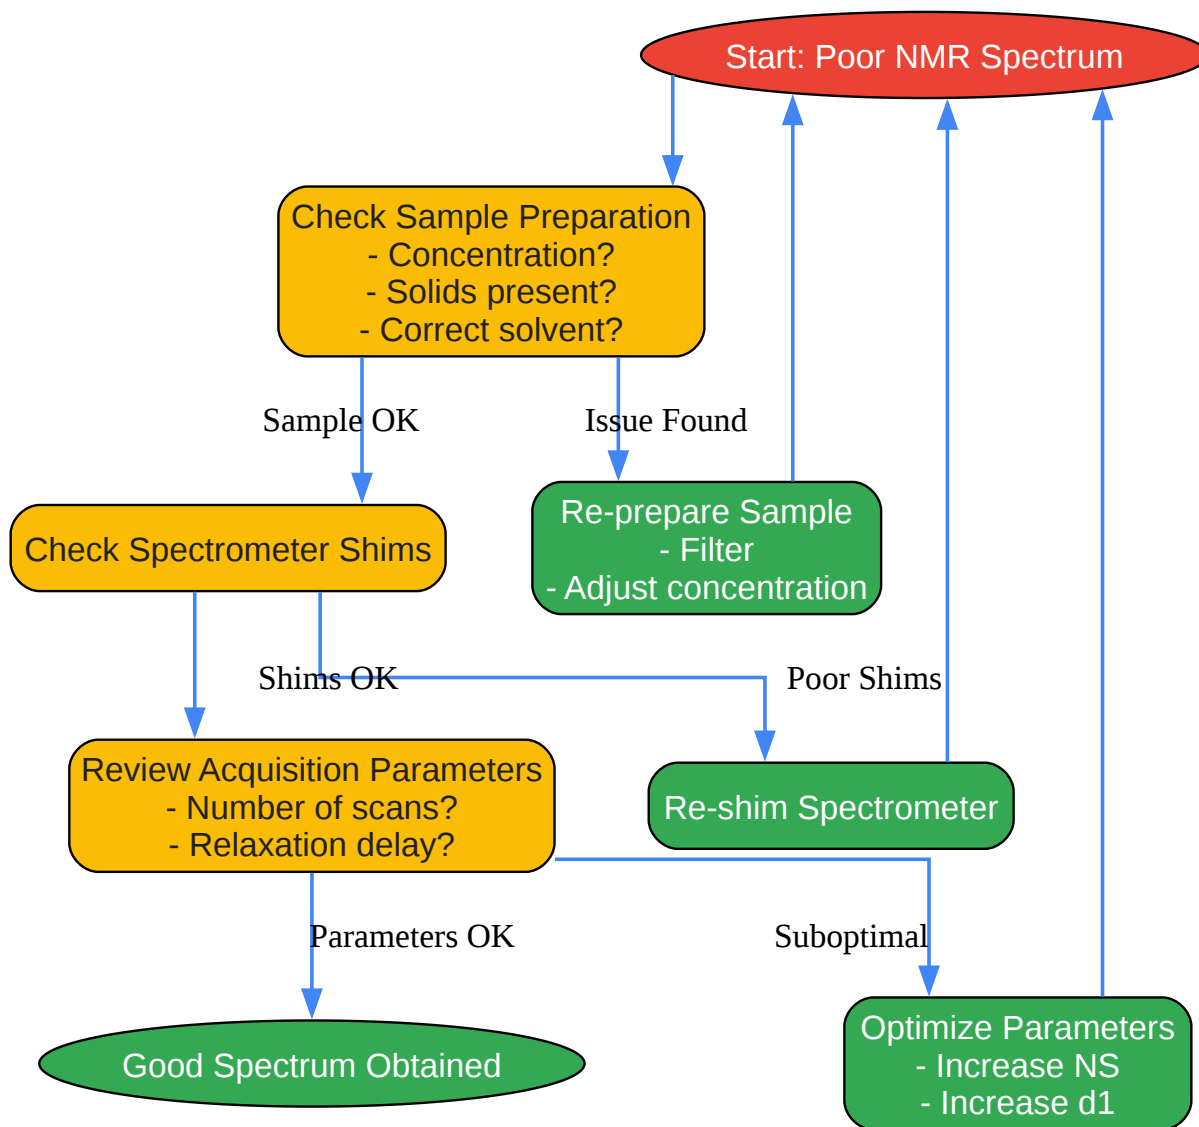 Start: Poor NMR Spectrum
Check Sample Preparation
- Concentration?
- Solids present?
- Correct solvent?
Sample OK
Issue Found
Check Spectrometer Shims
Re-prepare Sample
- Filter
- Adjust concentration
Shims OK
Poor Shims
Review Acquisition Parameters
- Number of scans?
- Relaxation delay?
Re-shim Spectrometer
Parameters OK
Suboptimal
Good Spectrum Obtained
Optimize Parameters
- Increase NS
- Increase d1